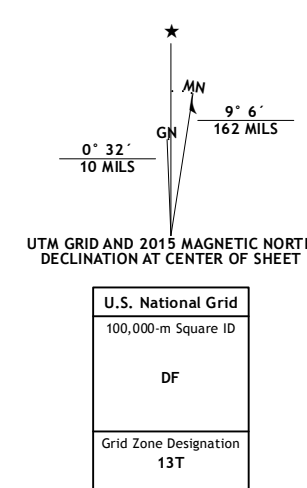 ★
MN
GN
9° 6´
162 MILS
0° 32´
10 MILS
UTM GRID AND 2015 MAGNETIC NORTH
DECLINATION AT CENTER OF SHEET
U.S. National Grid
100,000-m Square ID
DF
Grid Zone Designation
13T